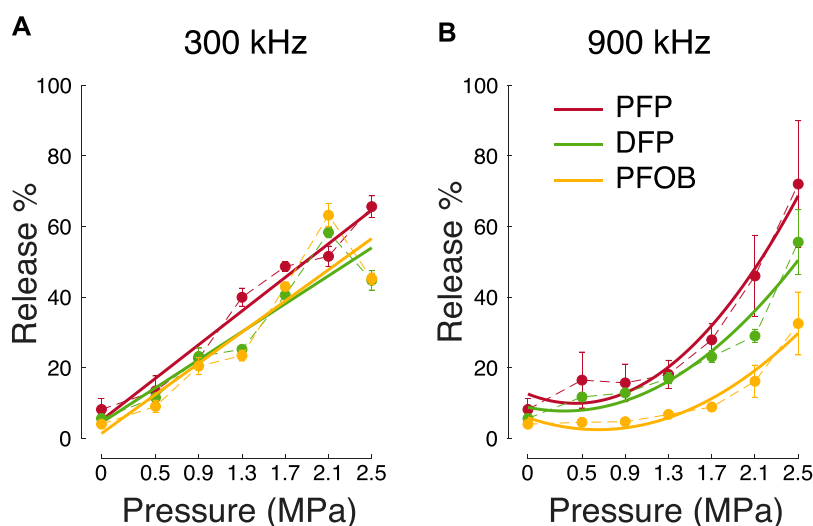 A
300 kHz
100
80
60
40
20
0
Release %
0 0.5 0.9 1.3 1.7 2.1 2.5
Pressure (MPa)
B
900 kHz
100
80
60
40
20
0
Release %
PFP
DFP
PFOB
0 0.5 0.9 1.3 1.7 2.1 2.5
Pressure (MPa)